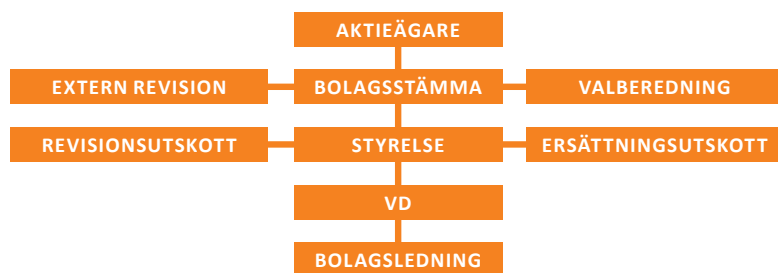 AKTIEÄGARE
EXTERN REVISION
BOLAGSSTÄMMA
VALBEREDNING
REVISIONSUTSKOTT
STYRELSE
ERSÄTTNINGSUTSKOTT
VD
BOLAGSLEDNING